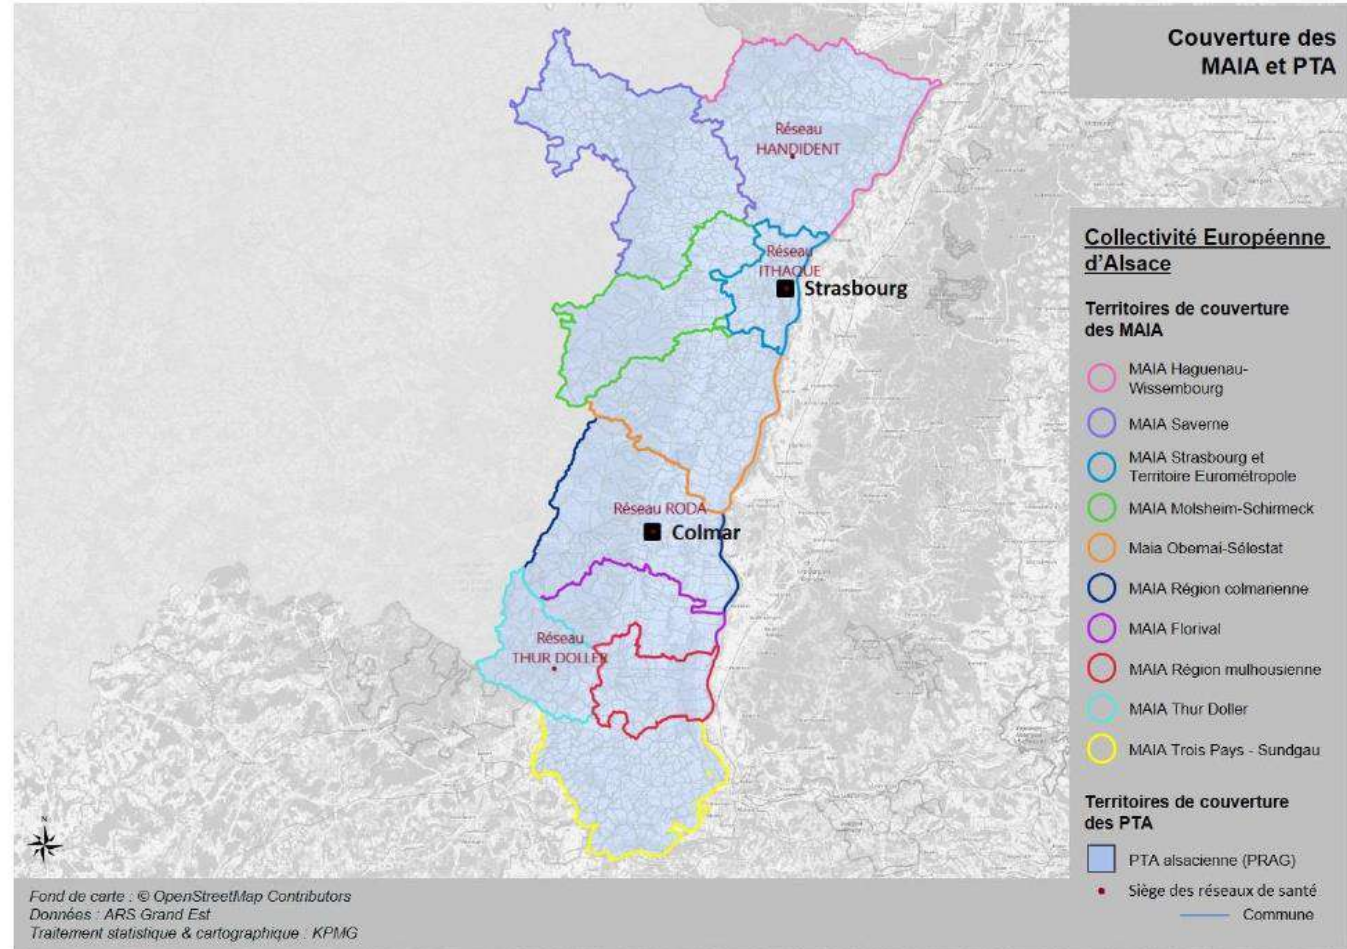 Couverture des
MAIA et PTA
Réseau
HANDIDENT
Réseau
ITHAQUE
Strasbourg
Réseau RODA
Colmar
Réseau
THUR DOLLER
Collectivité Européenne
d'Alsace
Territoires de couverture
des MAIA
MAIA Haguenau-
Wissembourg
MAIA Saverne
MAIA Strasbourg et
Territoire Eurométropole
MAIA Molsheim-Schirmeck
Maia Obernai-Sélestat
MAIA Région colmarienne
MAIA Florival
MAIA Région mulhousienne
MAIA Thur Doller
MAIA Trois Pays - Sundgau
Territoires de couverture
des PTA
PTA alsacienne (PRAG)
Siège des réseaux de santé
Commune
N
Fond de carte : © OpenStreetMap Contributors
Données : ARS Grand Est
Traitement statistique & cartographique : KPMG